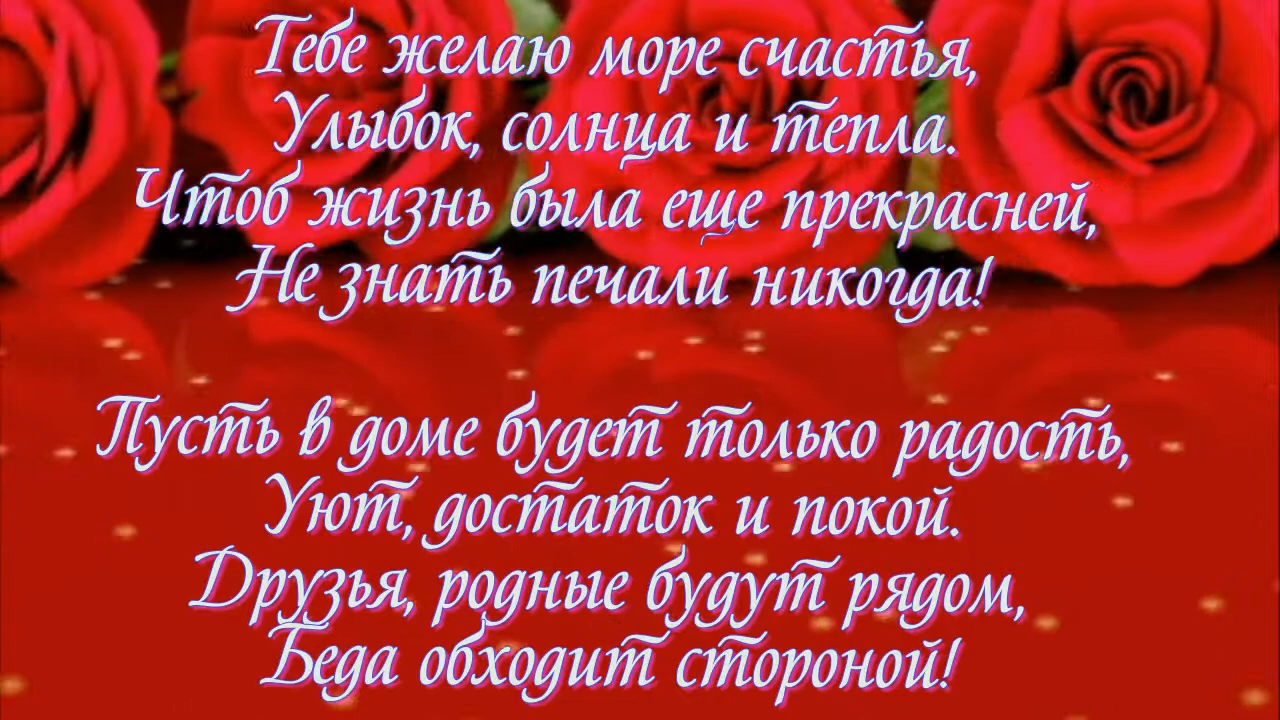 Тебе желаю море счастья,
Улыбок, солнца и тепла.
Чтоб жизнь была еще прекрасней,
Не знать печали никогда!
Пусть в доме будет только радость,
Уют, достаток и покой.
Друзья, родные будут рядом,
Беда обходит стороной!